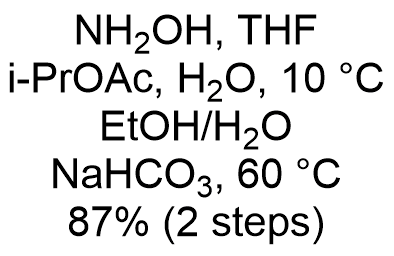 NH₂OH, THF
i-PrOAc, H₂O, 10 °C
EtOH/H₂O
NaHCO₃, 60 °C
87% (2 steps)